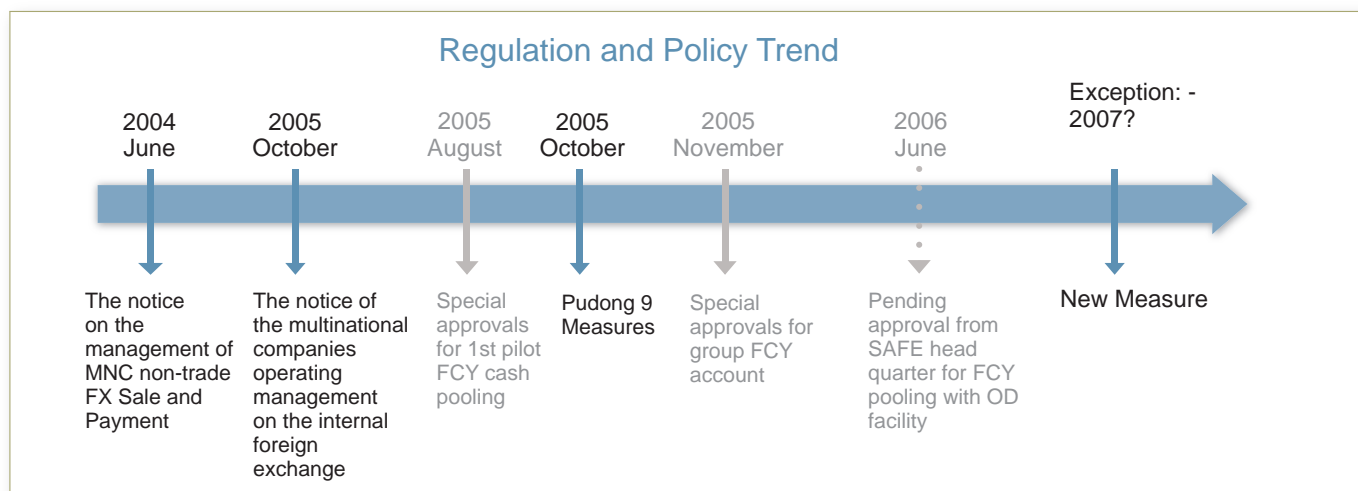 Regulation and Policy Trend
2004
June
2005
October
2005
August
2005
October
2005
November
2006
June
Exception: -
2007?
The notice
on the
management of
MNC non-trade
FX Sale and
Payment
The notice of
the multinational
companies
operating
management
on the internal
foreign
exchange
Special
approvals
for 1st pilot
FCY cash
pooling
Pudong 9
Measures
Special
approvals for
group FCY
account
Pending
approval from
SAFE head
quarter for FCY
pooling with OD
facility
New Measure